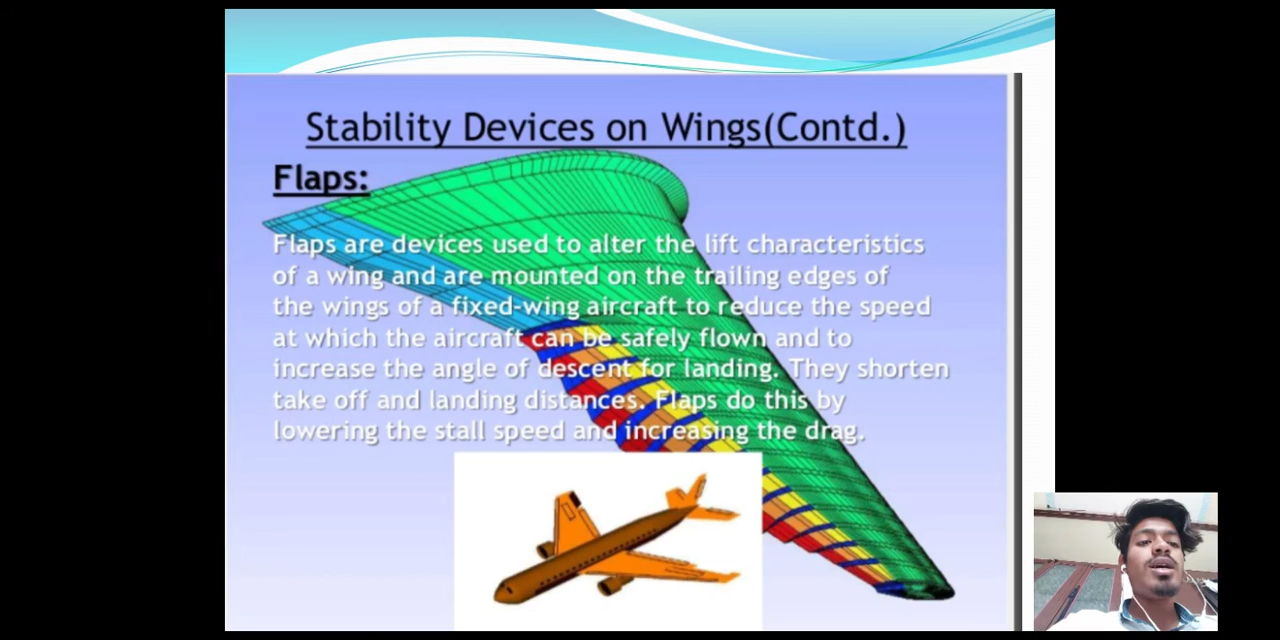 Stability Devices on Wings(Contd.)
Flaps:
Flaps are devices used to alter the lift characteristics
of a wing and are mounted on the trailing edges of
the wings of a fixed-wing aircraft to reduce the speed
at which the aircraft can be safely flown and to
increase the angle of descent for landing. They shorten
take off and landing distances. Flaps do this by
lowering the stall speed and increasing the drag.